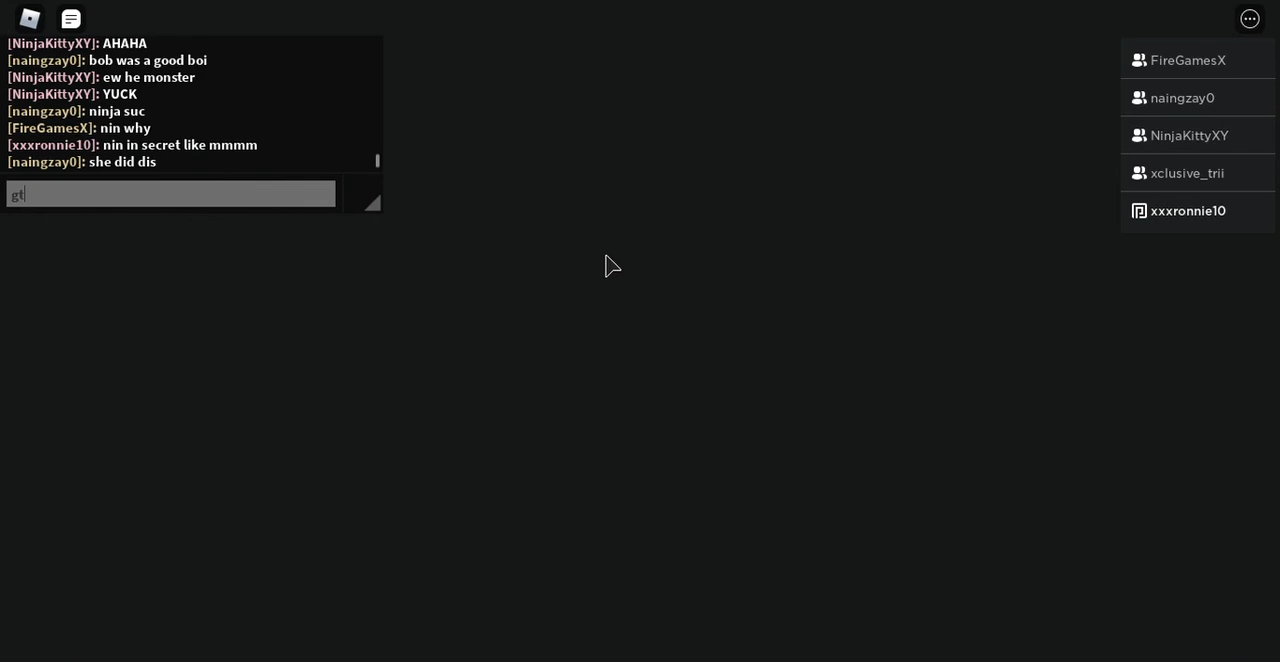 [NinjaKittyXY]: AHAHA
[naingzay0]: bob was a good boi
[NinjaKittyXY]: ew he monster
[NinjaKittyXY]: YUCK
[naingzay0]: ninja suc
[FireGamesX]: nin why
[xxxronnie10]: nin in secret like mmmm
[naingzay0]: she did dis
gt
FireGamesX
naingzay0
NinjaKittyXY
xclusive_trii
xxxronnie10